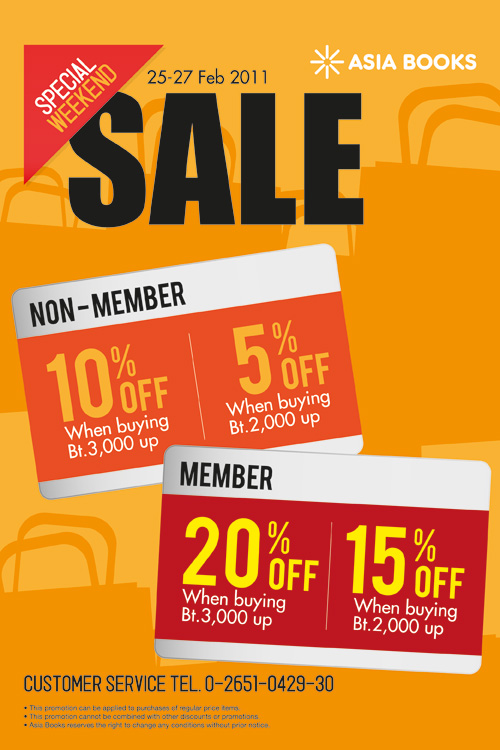 SPECIAL
WEEKEND
25-27 Feb 2011
ASIA BOOKS
SALE
NON-MEMBER
10% OFF
When buying
Bt.3,000 up
5% OFF
When buying
Bt.2,000 up
MEMBER
20% OFF
When buying
Bt.3,000 up
15% OFF
When buying
Bt.2,000 up
CUSTOMER SERVICE TEL. 0-2651-0429-30
• This promotion can be applied to purchases of regular price items.
• This promotion cannot be combined with other discounts or promotions.
• Asia Books reserves the right to change any conditions without prior notice.